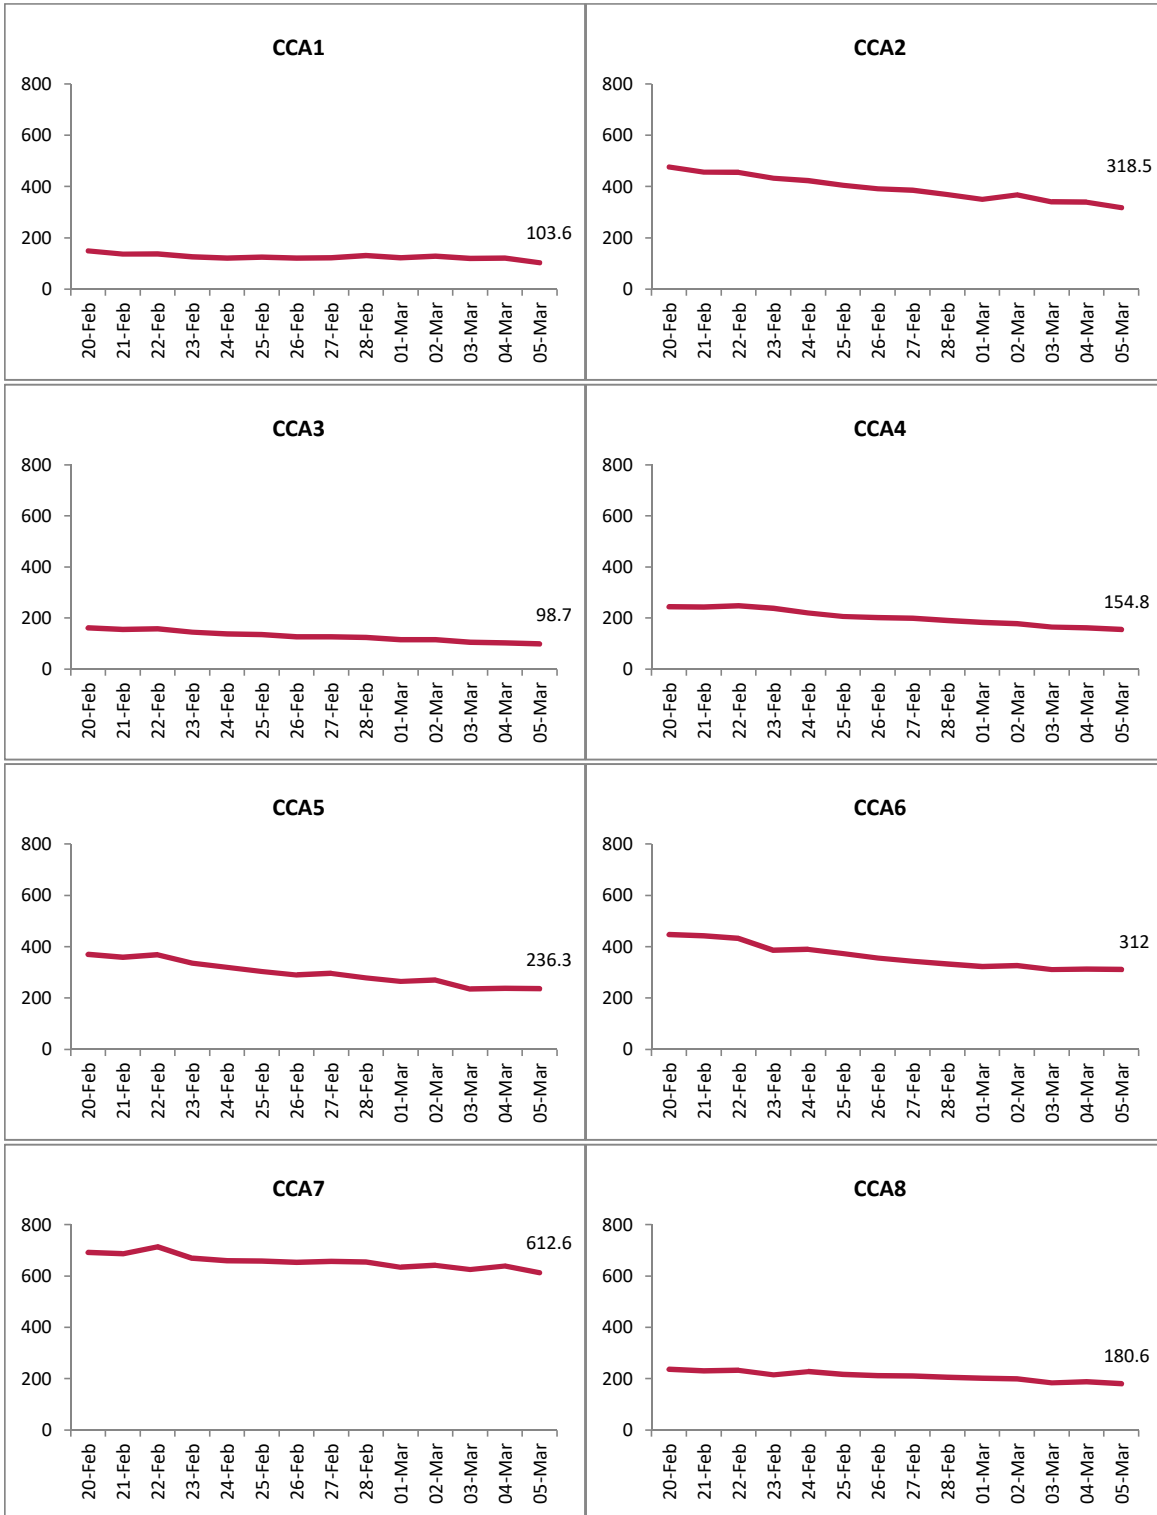 CCA1
800
600
400
200
0
103.6
20-Feb
21-Feb
22-Feb
23-Feb
24-Feb
25-Feb
26-Feb
27-Feb
28-Feb
01-Mar
02-Mar
03-Mar
04-Mar
05-Mar
CCA2
800
600
400
200
0
318.5
20-Feb
21-Feb
22-Feb
23-Feb
24-Feb
25-Feb
26-Feb
27-Feb
28-Feb
01-Mar
02-Mar
03-Mar
04-Mar
05-Mar
CCA3
800
600
400
200
0
98.7
20-Feb
21-Feb
22-Feb
23-Feb
24-Feb
25-Feb
26-Feb
27-Feb
28-Feb
01-Mar
02-Mar
03-Mar
04-Mar
05-Mar
CCA4
800
600
400
200
0
154.8
20-Feb
21-Feb
22-Feb
23-Feb
24-Feb
25-Feb
26-Feb
27-Feb
28-Feb
01-Mar
02-Mar
03-Mar
04-Mar
05-Mar
CCA5
800
600
400
200
0
236.3
20-Feb
21-Feb
22-Feb
23-Feb
24-Feb
25-Feb
26-Feb
27-Feb
28-Feb
01-Mar
02-Mar
03-Mar
04-Mar
05-Mar
CCA6
800
600
400
200
0
312
20-Feb
21-Feb
22-Feb
23-Feb
24-Feb
25-Feb
26-Feb
27-Feb
28-Feb
01-Mar
02-Mar
03-Mar
04-Mar
05-Mar
CCA7
800
600
400
200
0
612.6
20-Feb
21-Feb
22-Feb
23-Feb
24-Feb
25-Feb
26-Feb
27-Feb
28-Feb
01-Mar
02-Mar
03-Mar
04-Mar
05-Mar
CCA8
800
600
400
200
0
180.6
20-Feb
21-Feb
22-Feb
23-Feb
24-Feb
25-Feb
26-Feb
27-Feb
28-Feb
01-Mar
02-Mar
03-Mar
04-Mar
05-Mar